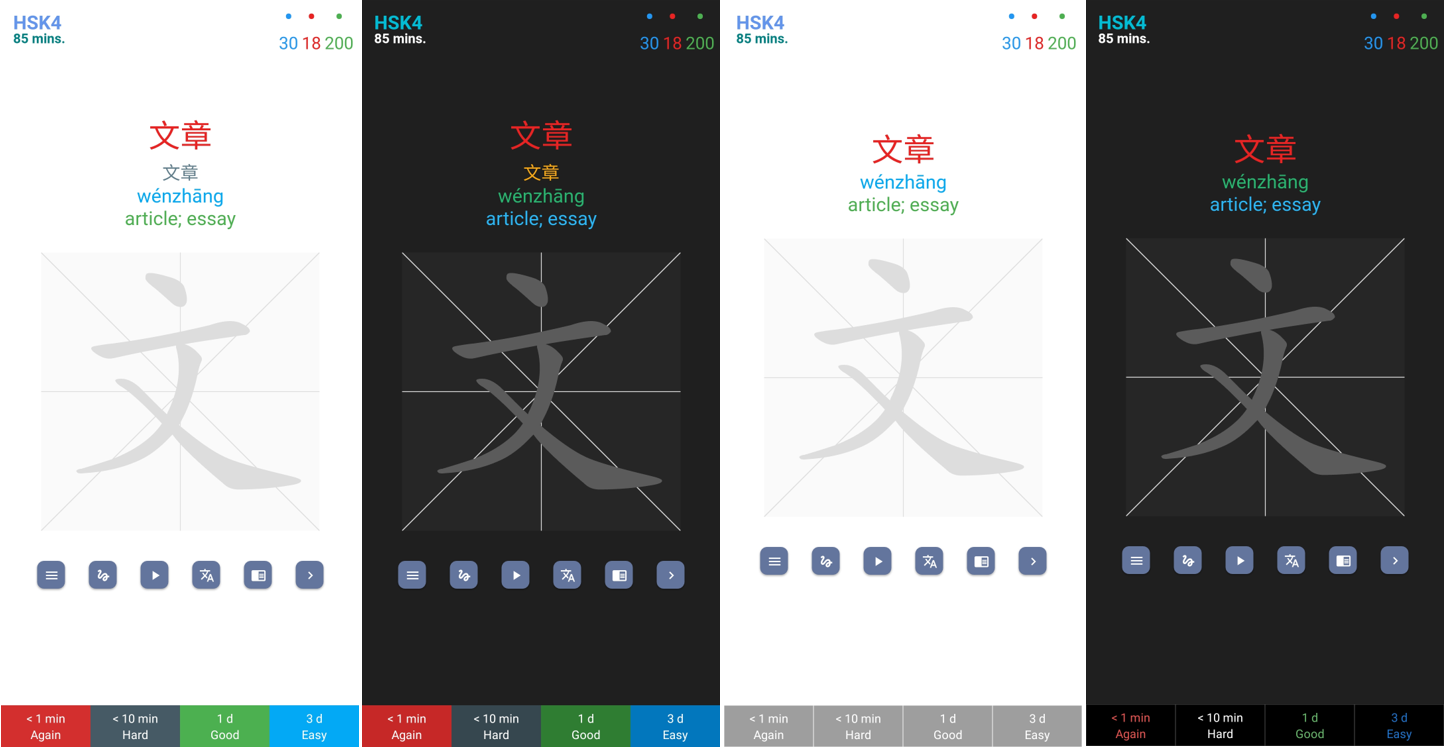 HSK4
85 mins.
30 18 200
文章
文章
wénzhāng
article; essay
文
< 1 min
Again
< 10 min
Hard
1 d
Good
3 d
Easy
HSK4
85 mins.
30 18 200
文章
文章
wénzhāng
article; essay
文
< 1 min
Again
< 10 min
Hard
1 d
Good
3 d
Easy
HSK4
85 mins.
30 18 200
文章
wénzhāng
article; essay
文
< 1 min
Again
< 10 min
Hard
1 d
Good
3 d
Easy
HSK4
85 mins.
30 18 200
文章
wénzhāng
article; essay
文
< 1 min
Again
< 10 min
Hard
1 d
Good
3 d
Easy